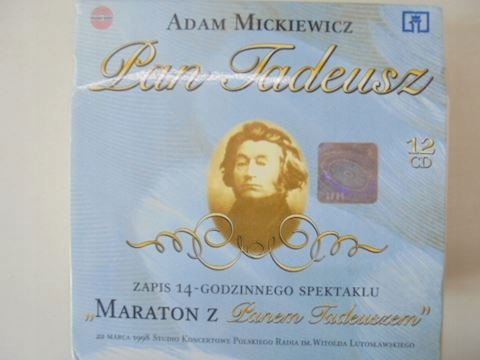 ADAM MICKIEWICZ
Pan Tadeusz
12
CD
ZAPIS 14-GODZINNEGO SPEKTAKLU
„MARATON Z Panem Tadeuszem"
22 MARCA 1998 STUDIO KONCERTOWE POLSKIEGO RADIA IM. WITOLDA LUTOSŁAWSKIEGO